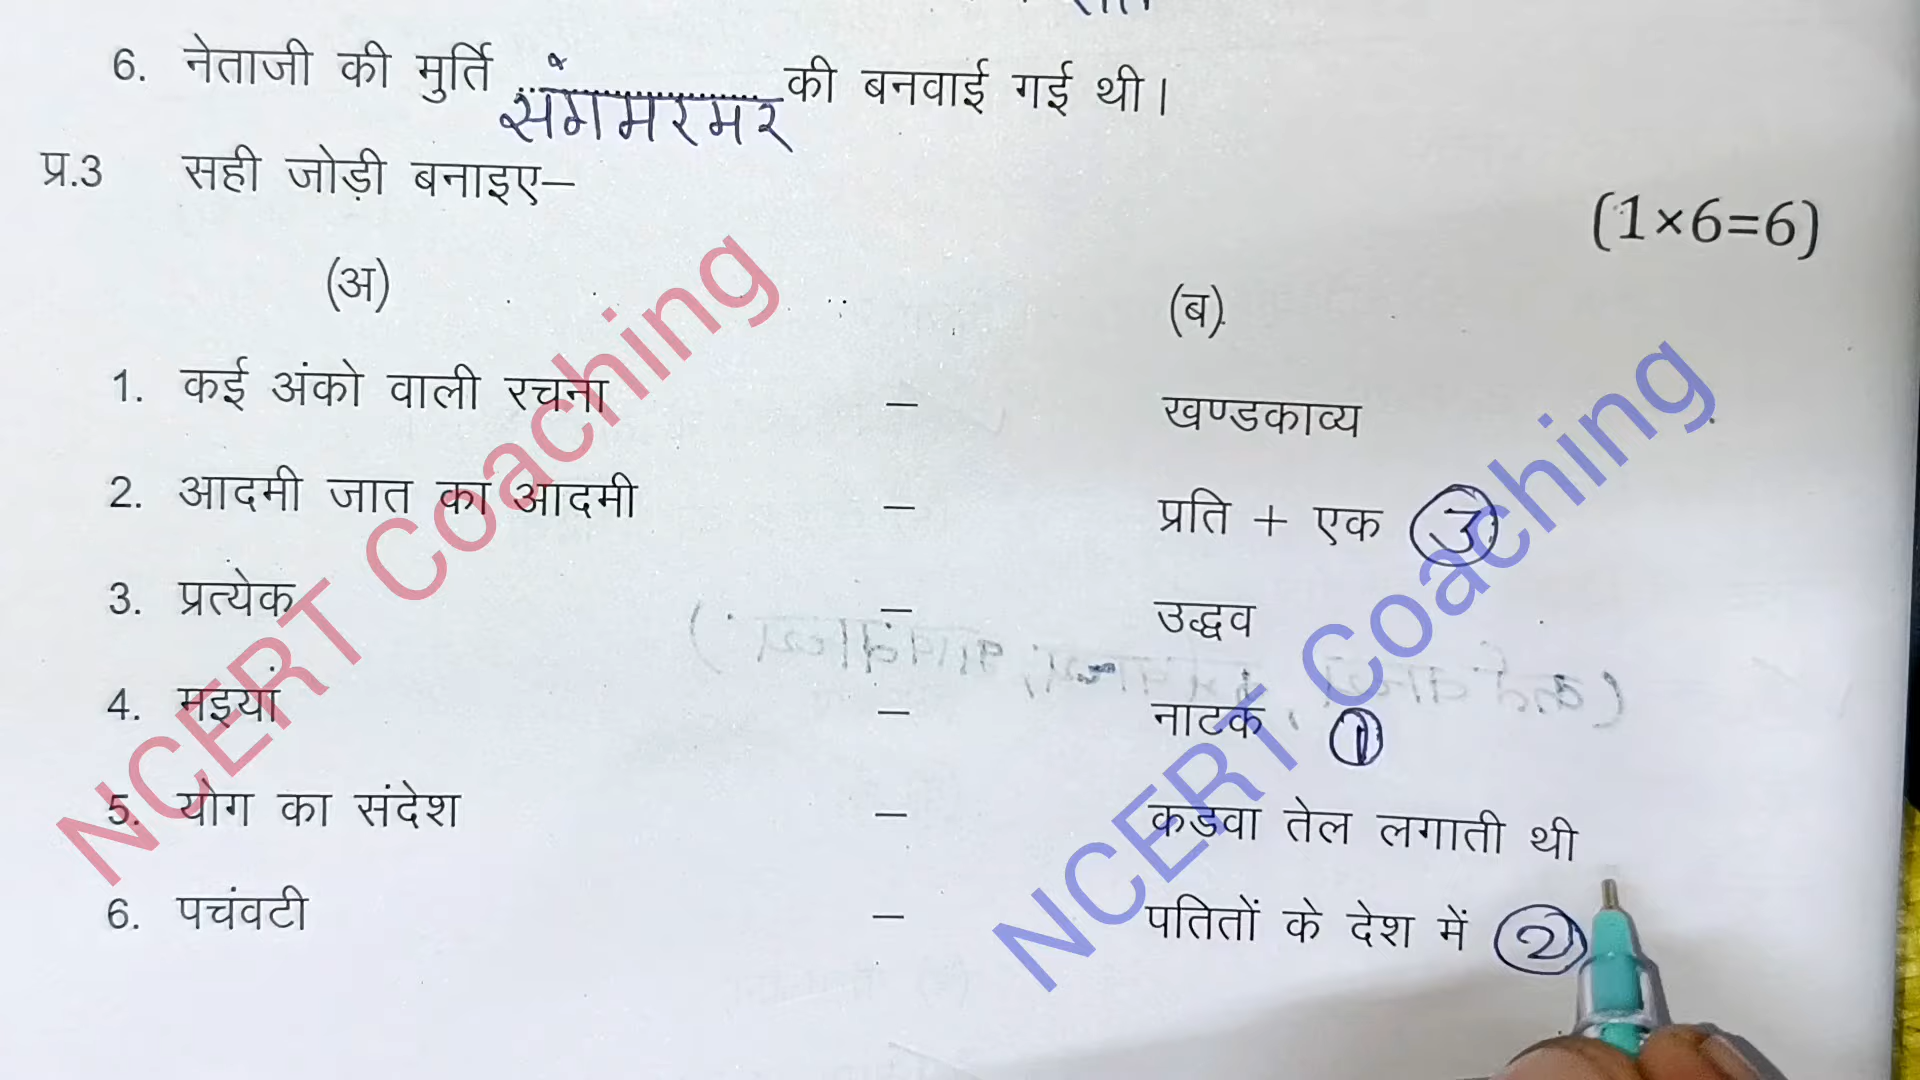 6. नेताजी की मुर्ति संगमरमर की बनवाई गई थी।
प्र.3 सही जोड़ी बनाइए–
(1×6=6)
(अ) (ब)
1. कई अंको वाली रचना – खण्डकाव्य
2. आदमी जात का आदमी – प्रति + एक 3
3. प्रत्येक – उद्धव
4. मइयां – नाटक 1
5. योग का संदेश – कडवा तेल लगाती थी
6. पचंवटी – पतितों के देश में 2
NCERT Coaching
NCERT Coaching